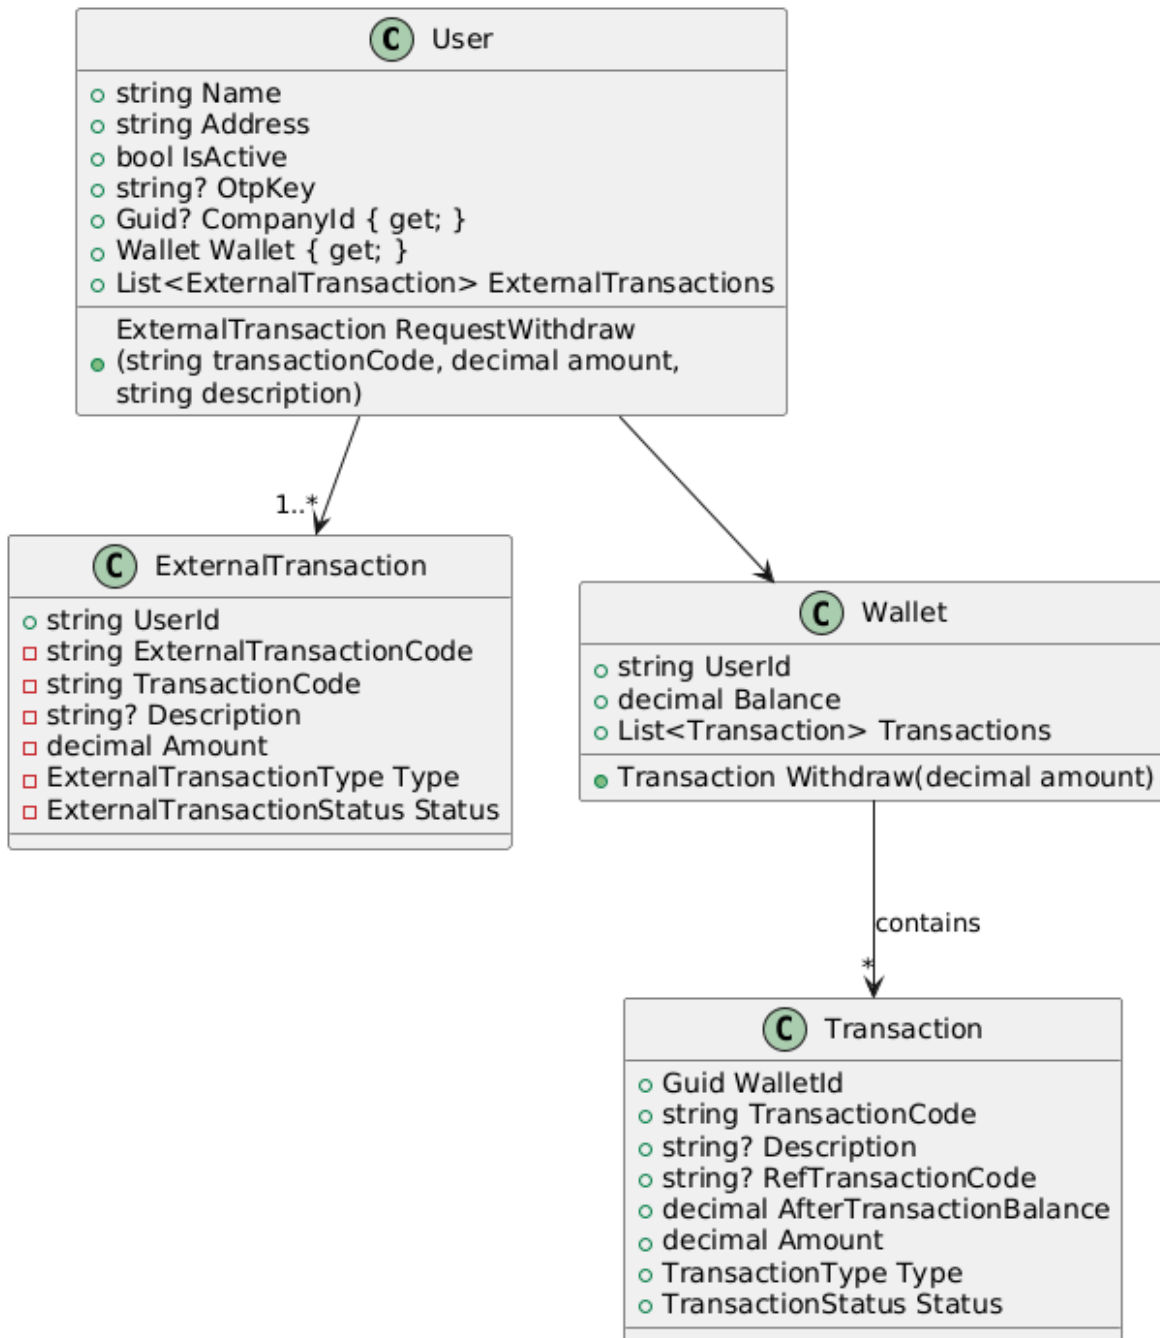 C User
string Name
string Address
bool IsActive
string? OtpKey
Guid? CompanyId { get; }
Wallet Wallet { get; }
List<ExternalTransaction> ExternalTransactions
ExternalTransaction RequestWithdraw
(string transactionCode, decimal amount,
string description)
1..*
C ExternalTransaction
string UserId
string ExternalTransactionCode
string TransactionCode
string? Description
decimal Amount
ExternalTransactionType Type
ExternalTransactionStatus Status
C Wallet
string UserId
decimal Balance
List<Transaction> Transactions
Transaction Withdraw(decimal amount)
contains
*
C Transaction
Guid WalletId
string TransactionCode
string? Description
string? RefTransactionCode
decimal AfterTransactionBalance
decimal Amount
TransactionType Type
TransactionStatus Status